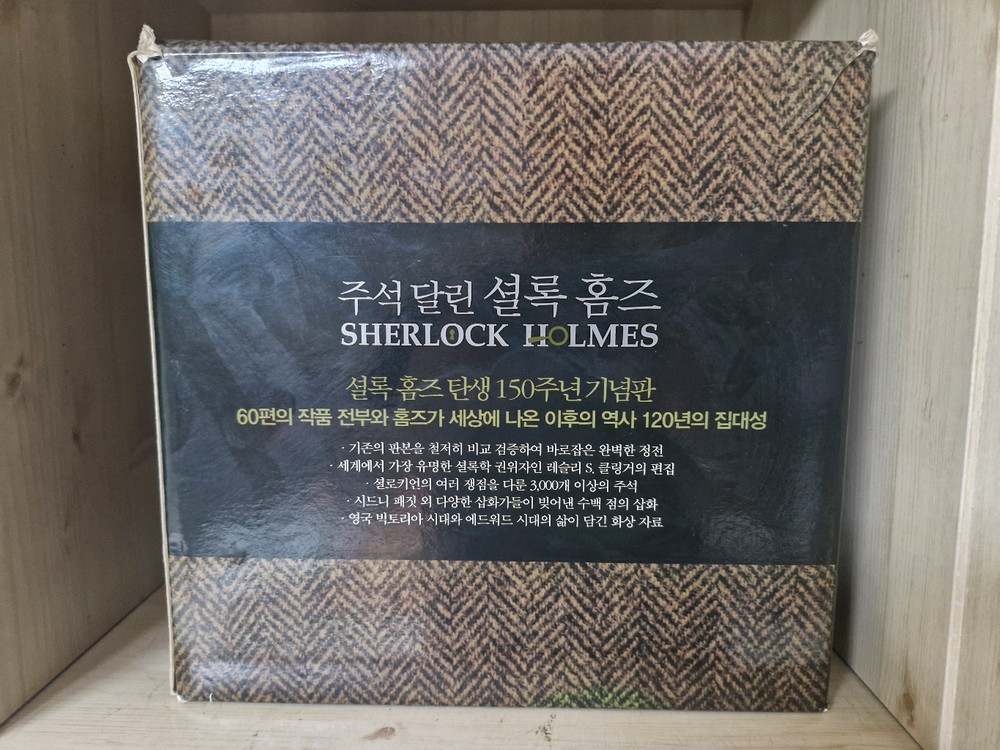 주석 달린 셜록 홈즈
SHERLOCK HOLMES
셜록 홈즈 탄생 150주년 기념판
60편의 작품 전부와 홈즈가 세상에 나온 이후의 역사 120년의 집대성
· 기존의 판본을 철저히 비교 검증하여 바로잡은 완벽한 정전
· 세계에서 가장 유명한 셜록학 권위자인 레슬리 S. 클링거의 편집
· 셜로키언의 여러 쟁점을 다룬 3,000개 이상의 주석
· 시드니 패짓 외 다양한 삽화가들이 빚어낸 수백 점의 삽화
· 영국 빅토리아 시대와 에드워드 시대의 삶이 담긴 화상 자료